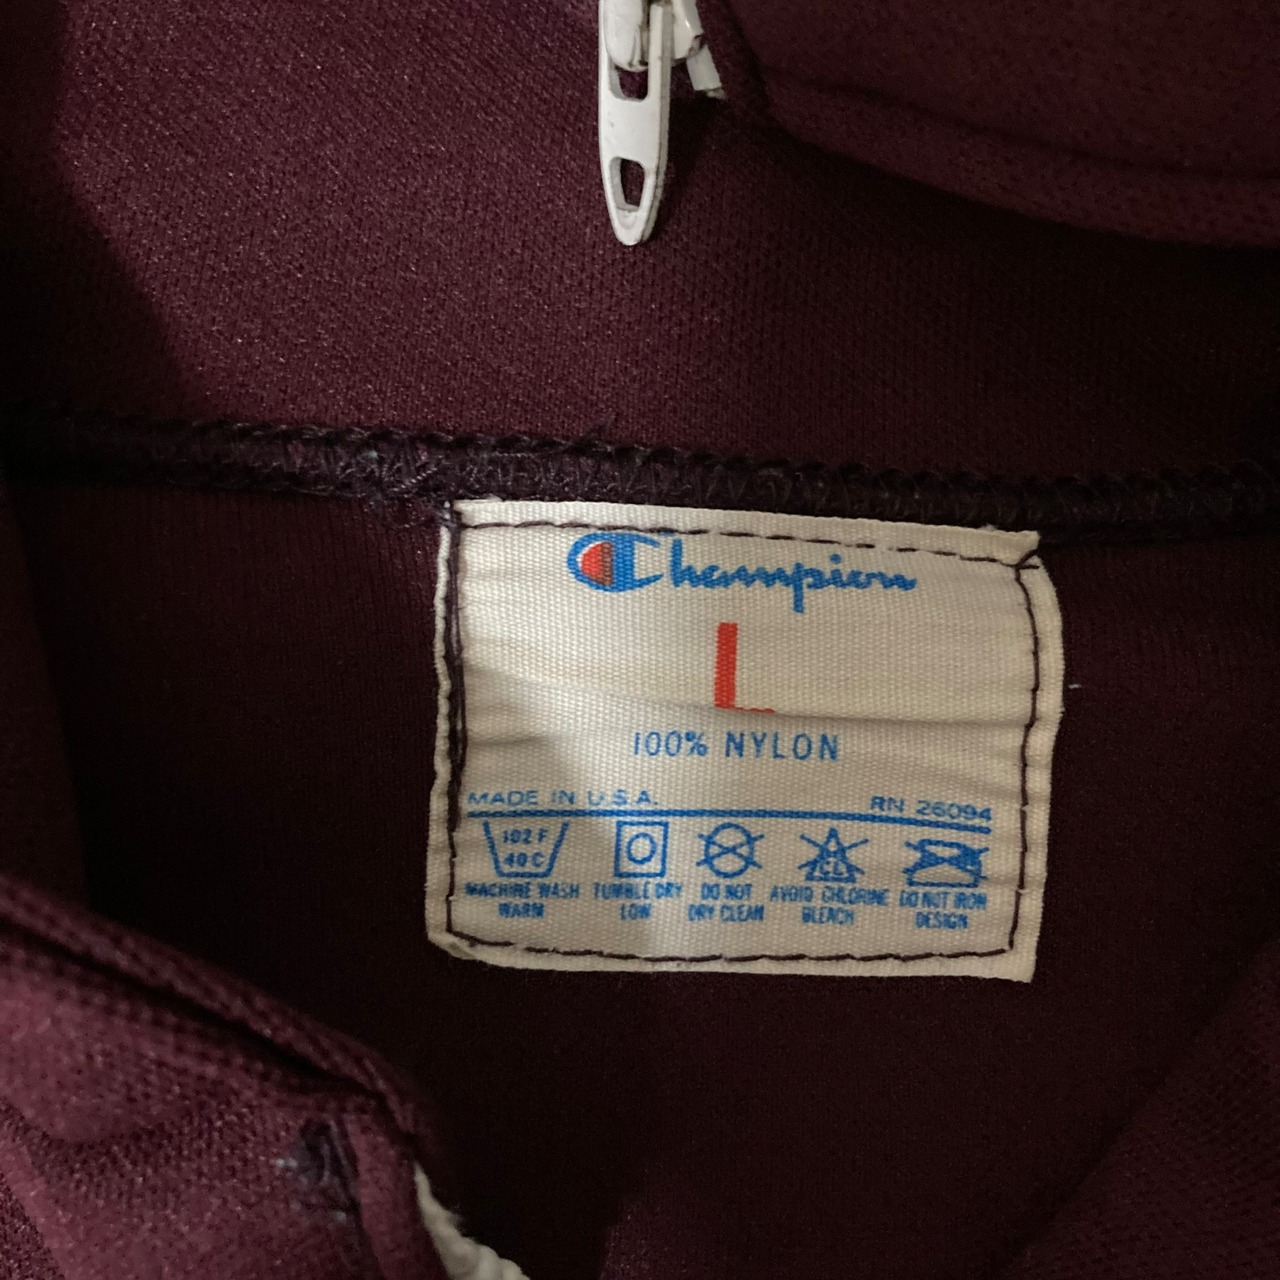 Champion
L
100% NYLON
MADE IN U.S.A. RN 26094
102 F
40 C
CL
MACHINE WASH WARM
TUMBLE DRY LOW
DO NOT DRY CLEAN
AVOID CHLORINE BLEACH
DO NOT IRON DESIGN